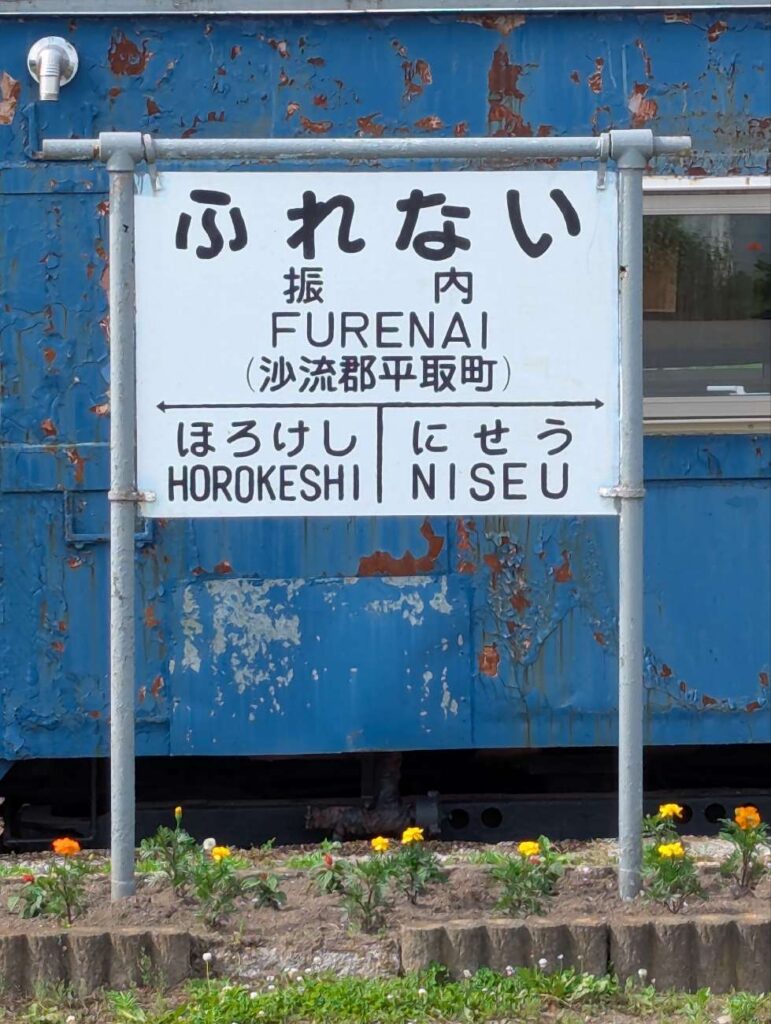 ふれない
振内
FURENAI
(沙流郡平取町)
ほろけし にせう
HOROKESHI NISEU